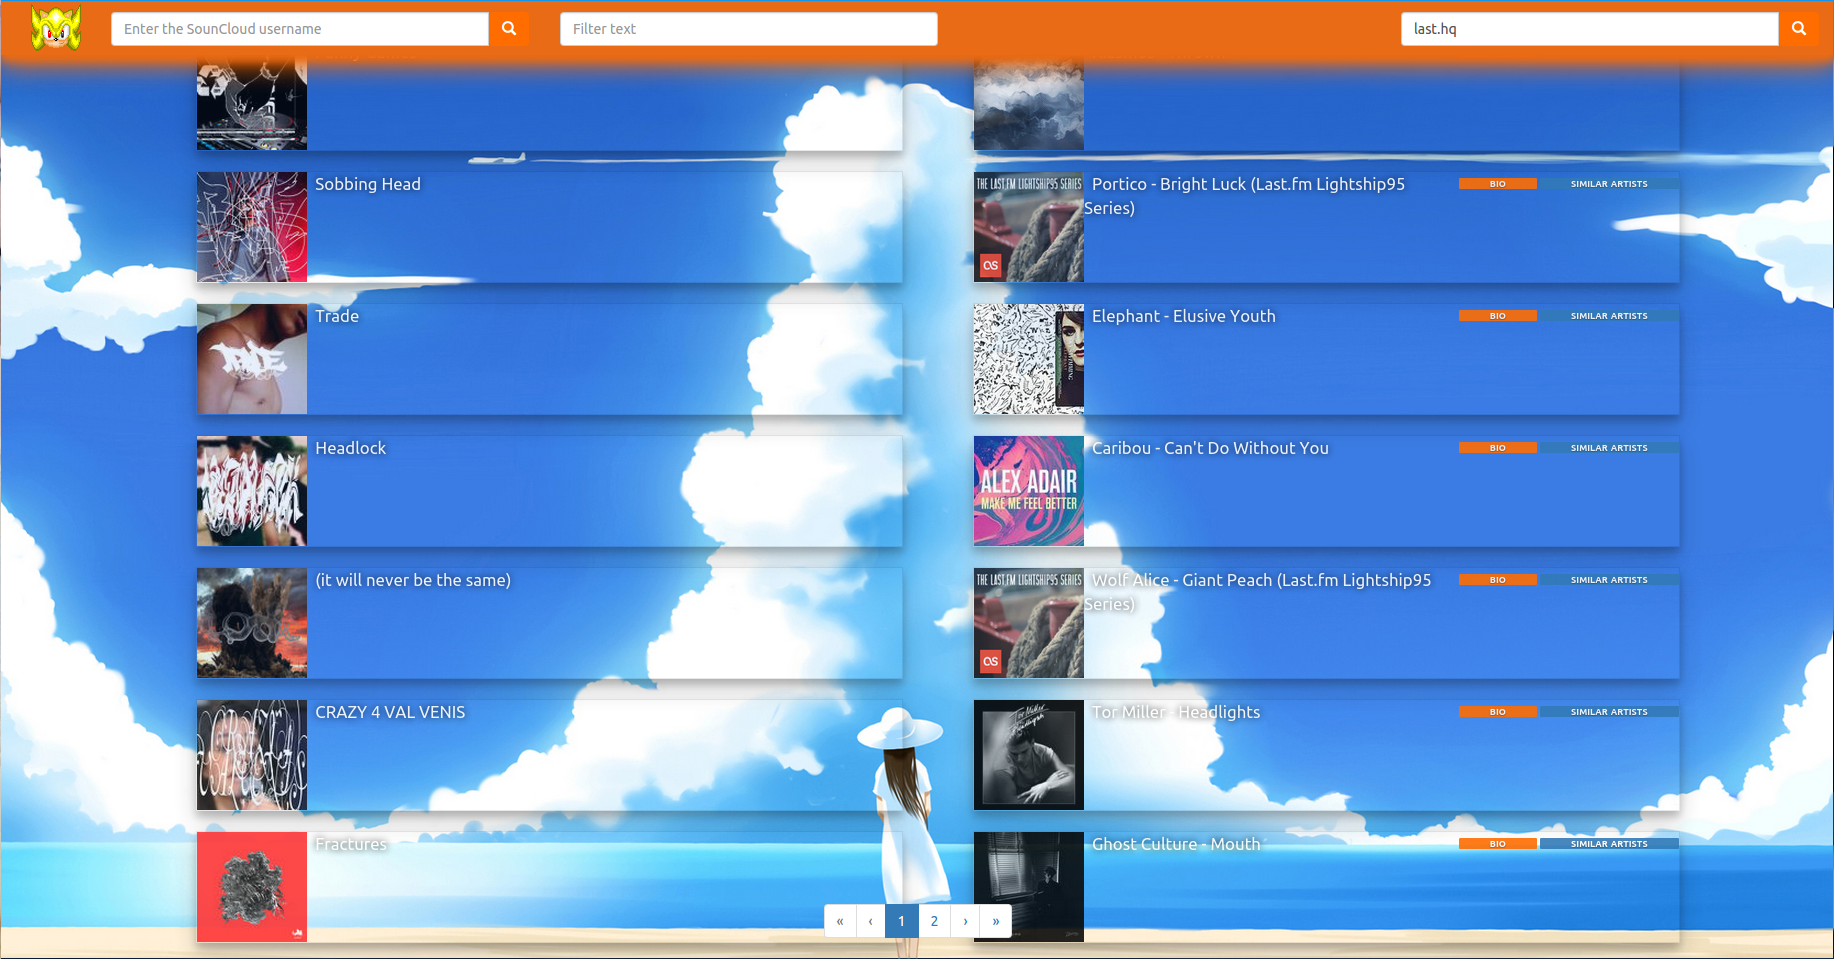 Enter the SounCloud username
Filter text
last.hq
Sobbing Head
THE LAST.FM LIGHTSHIP95 SERIES
Portico - Bright Luck (Last.fm Lightship95
Series)
BIO
SIMILAR ARTISTS
Trade
Elephant - Elusive Youth
BIO
SIMILAR ARTISTS
Headlock
ALEX ADAIR
MAKE ME FEEL BETTER
Caribou - Can't Do Without You
BIO
SIMILAR ARTISTS
(it will never be the same)
THE LAST.FM LIGHTSHIP95 SERIES
Wolf Alice - Giant Peach (Last.fm Lightship95
Series)
BIO
SIMILAR ARTISTS
CRAZY 4 VAL VENIS
Tor Miller
Headlights
Tor Miller - Headlights
BIO
SIMILAR ARTISTS
Fractures
Ghost Culture - Mouth
BIO
SIMILAR ARTISTS
« ‹ 1 2 › »